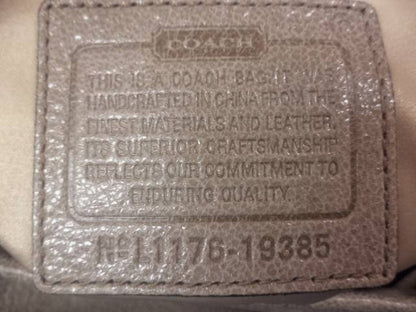 COACH
THIS IS A COACH BAG. IT WAS
HANDCRAFTED IN CHINA FROM THE
FINEST MATERIALS AND LEATHER.
ITS SUPERIOR CRAFTSMANSHIP
REFLECTS OUR COMMITMENT TO
ENDURING QUALITY.
Nº L1176-19385